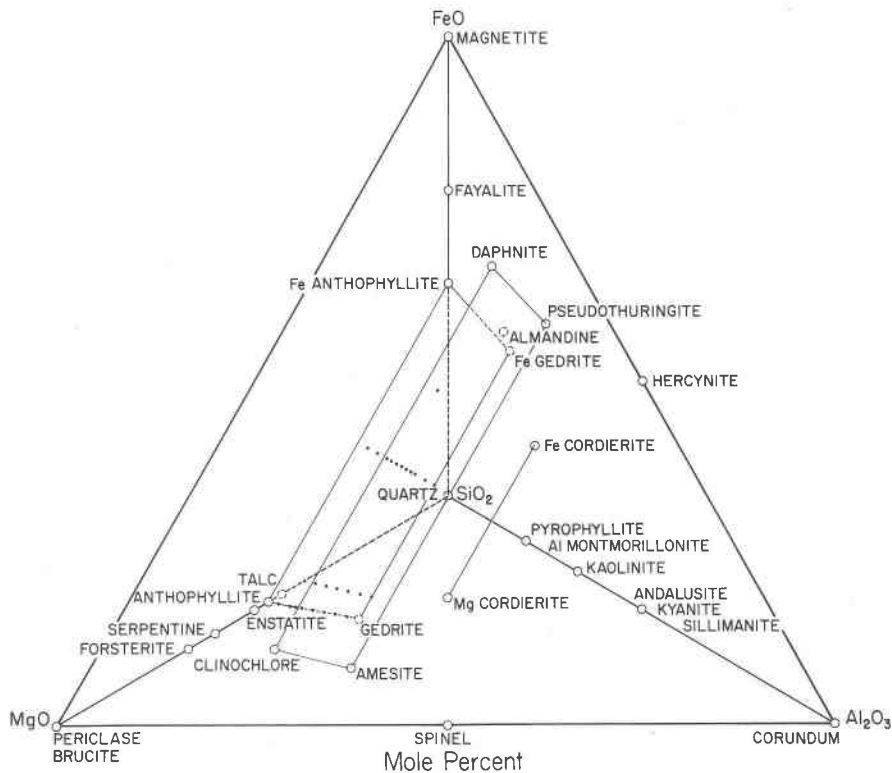 FeO
MAGNETITE
FAYALITE
DAPHNITE
Fe ANTHOPHYLLITE
PSEUDOTHURINGITE
ALMANDINE
Fe GEDRITE
HERCYNITE
Fe CORDIERITE
QUARTZ SiO₂
PYROPHYLLITE
Al MONTMORILLONITE
KAOLINITE
TALC
ANTHOPHYLLITE
ENSTATITE
GEDRITE
Mg CORDIERITE
ANDALUSITE
KYANITE
SILLIMANITE
SERPENTINE
FORSTERITE
CLINOCHLORE
AMESITE
MgO
Al₂O₃
PERICLASE
BRUCITE
SPINEL
CORUNDUM
Mole Percent